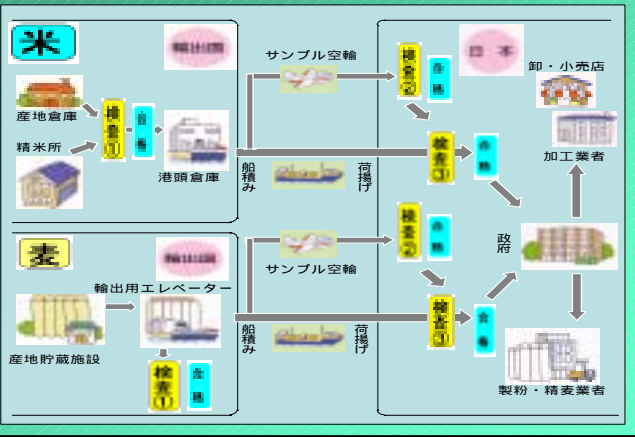 米
輸出国
日本
サンプル空輸
卸・小売店
検査②
合格
産地倉庫
検査①
合格
精米所
港頭倉庫
加工業者
検査③
合格
船積み
荷揚げ
政府
麦
輸出国
検査②
合格
サンプル空輸
輸出用エレベーター
検査③
合格
船積み
荷揚げ
産地貯蔵施設
検査①
合格
製粉・精麦業者